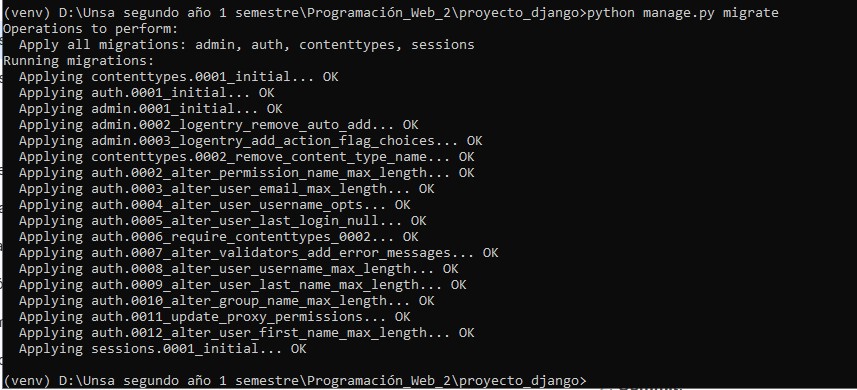 (venv) D:\Unsa segundo año 1 semestre\Programación_Web_2\proyecto_django>python manage.py migrate
Operations to perform:
  Apply all migrations: admin, auth, contenttypes, sessions
Running migrations:
  Applying contenttypes.0001_initial... OK
  Applying auth.0001_initial... OK
  Applying admin.0001_initial... OK
  Applying admin.0002_logentry_remove_auto_add... OK
  Applying admin.0003_logentry_add_action_flag_choices... OK
  Applying contenttypes.0002_remove_content_type_name... OK
  Applying auth.0002_alter_permission_name_max_length... OK
  Applying auth.0003_alter_user_email_max_length... OK
  Applying auth.0004_alter_user_username_opts... OK
  Applying auth.0005_alter_user_last_login_null... OK
  Applying auth.0006_require_contenttypes_0002... OK
  Applying auth.0007_alter_validators_add_error_messages... OK
  Applying auth.0008_alter_user_username_max_length... OK
  Applying auth.0009_alter_user_last_name_max_length... OK
  Applying auth.0010_alter_group_name_max_length... OK
  Applying auth.0011_update_proxy_permissions... OK
  Applying auth.0012_alter_user_first_name_max_length... OK
  Applying sessions.0001_initial... OK
(venv) D:\Unsa segundo año 1 semestre\Programación_Web_2\proyecto_django>